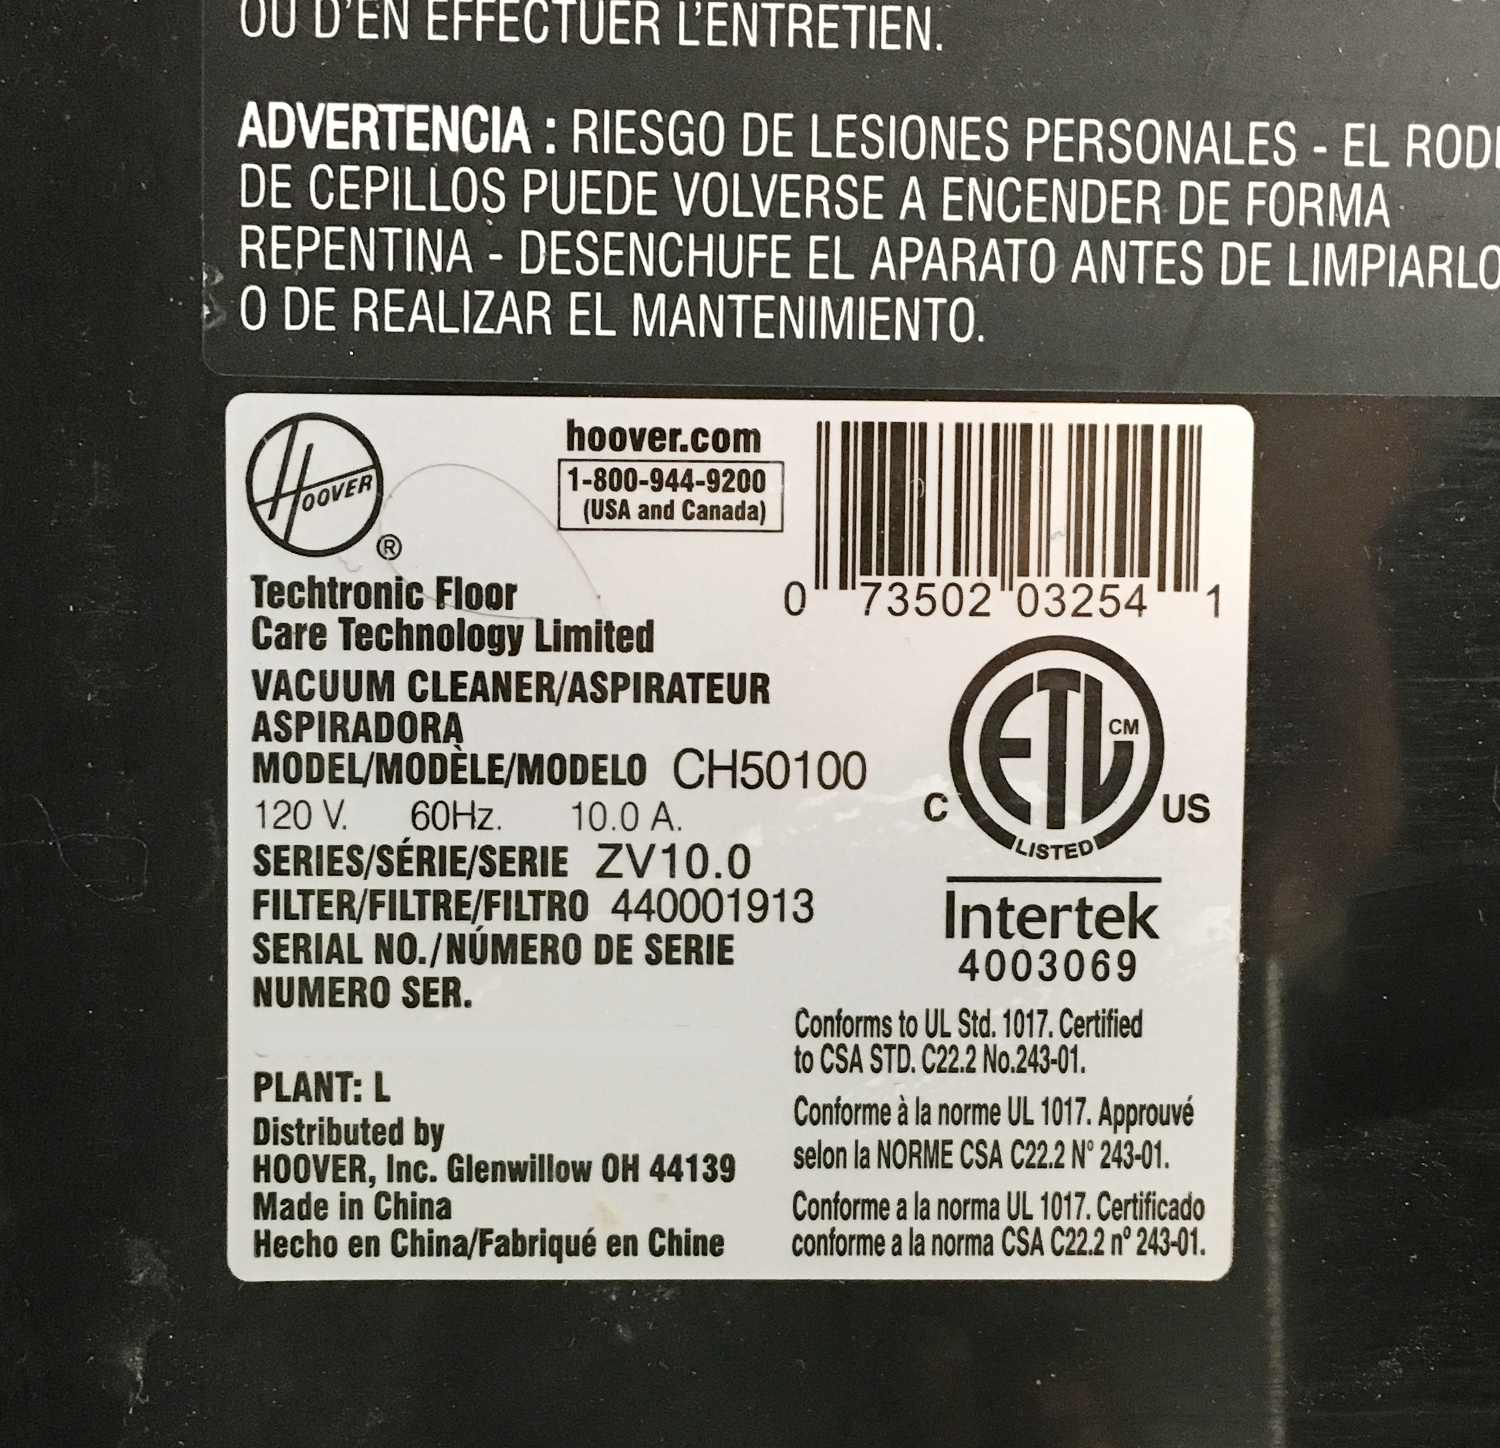 OU D'EN EFFECTUER L'ENTRETIEN.
ADVERTENCIA : RIESGO DE LESIONES PERSONALES - EL
DE CEPILLOS PUEDE VOLVERSE A ENCENDER DE FORMA
REPENTINA - DESENCHUFE EL APARATO ANTES DE LIMPIARLO
O DE REALIZAR EL MANTENIMIENTO.
HOOVER
®
hoover.com
1-800-944-9200
(USA and Canada)
0 73502 03254 1
Techtronic Floor
Care Technology Limited
VACUUM CLEANER/ASPIRATEUR
ASPIRADORA
MODEL/MODÈLE/MODELO CH50100
120 V. 60Hz. 10.0 A.
SERIES/SÉRIE/SERIE ZV10.0
FILTER/FILTRE/FILTRO 440001913
SERIAL NO./NÚMERO DE SERIE
NUMERO SER.
PLANT: L
Distributed by
HOOVER, Inc. Glenwillow OH 44139
Made in China
Hecho en China/Fabriqué en Chine
ETL CM
C US
LISTED
Intertek
4003069
Conforms to UL Std. 1017. Certified
to CSA STD. C22.2 No.243-01.
Conforme à la norme UL 1017. Approuvé
selon la NORME CSA C22.2 N° 243-01.
Conforme a la norma UL 1017. Certificado
conforme a la norma CSA C22.2 nº 243-01.